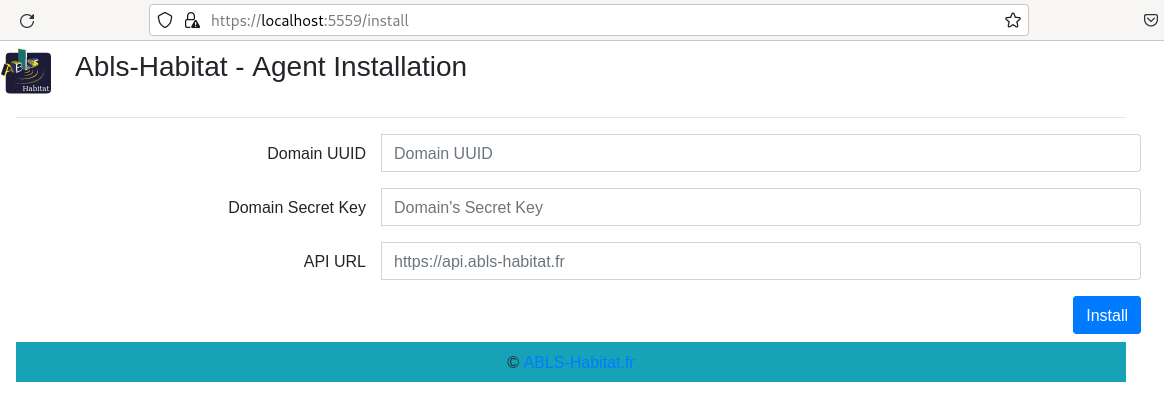 https://localhost:5559/install
ABLS
Habitat
Abls-Habitat - Agent Installation
Domain UUID
Domain UUID
Domain Secret Key
Domain's Secret Key
API URL
https://api.abls-habitat.fr
Install
© ABLS-Habitat.fr